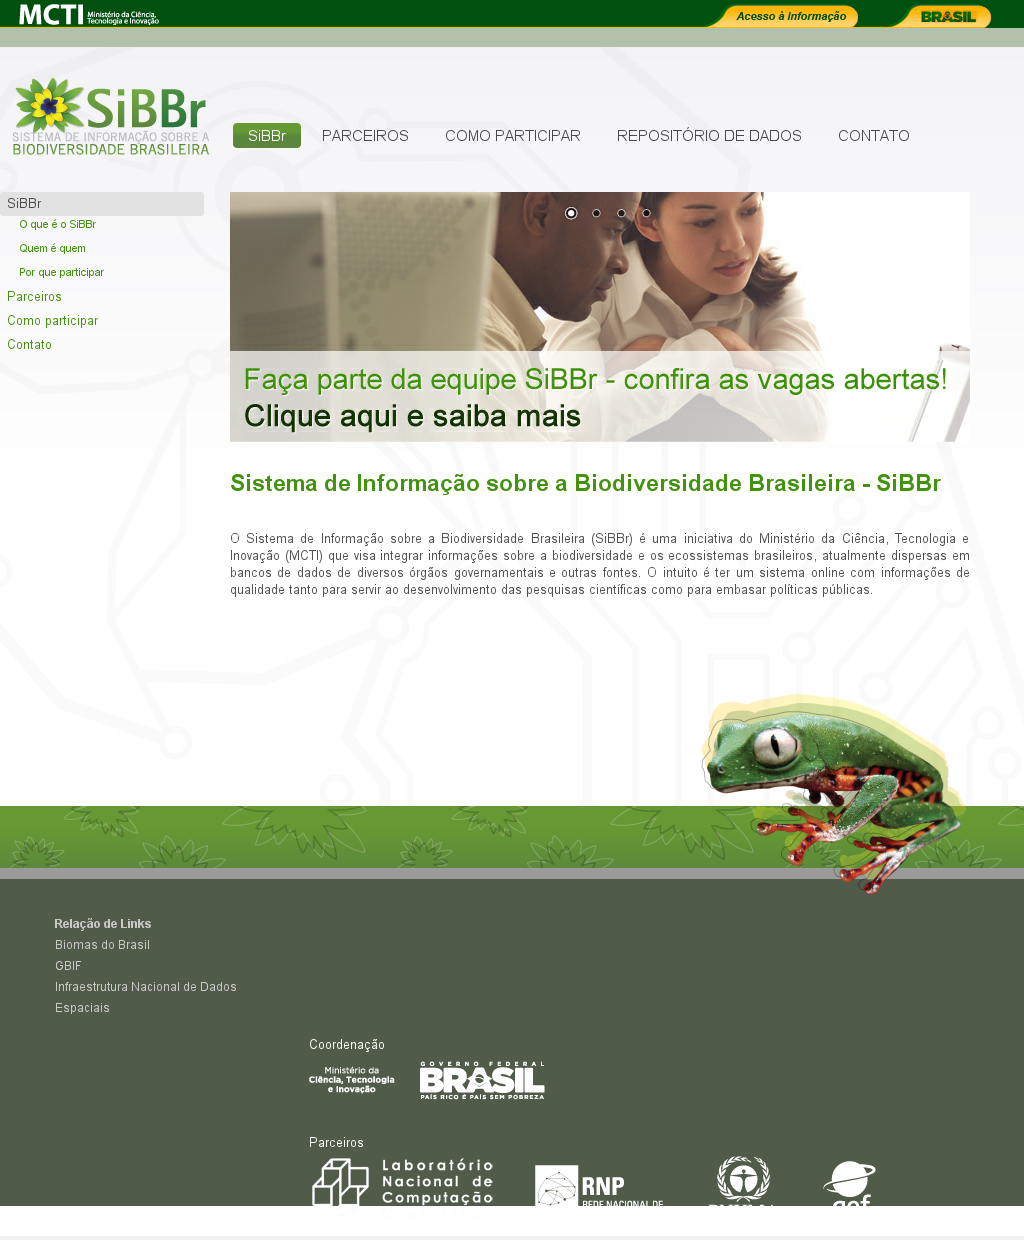 MCTI Ministério da Ciência,
Tecnologia e Inovação
Acesso à Informação
BRASIL
SiBBr
SISTEMA DE INFORMAÇÃO SOBRE A
BIODIVERSIDADE BRASILEIRA
SiBBr PARCEIROS COMO PARTICIPAR REPOSITÓRIO DE DADOS CONTATO
SiBBr
O que é o SiBBr
Quem é quem
Por que participar
Parceiros
Como participar
Contato
Faça parte da equipe SiBBr - confira as vagas abertas!
Clique aqui e saiba mais
Sistema de Informação sobre a Biodiversidade Brasileira - SiBBr
O Sistema de Informação sobre a Biodiversidade Brasileira (SiBBr) é uma iniciativa do Ministério da Ciência, Tecnologia e
Inovação (MCTI) que visa integrar informações sobre a biodiversidade e os ecossistemas brasileiros, atualmente dispersas em
bancos de dados de diversos órgãos governamentais e outras fontes. O intuito é ter um sistema online com informações de
qualidade tanto para servir ao desenvolvimento das pesquisas científicas como para embasar políticas públicas.
Relação de Links
Biomas do Brasil
GBIF
Infraestrutura Nacional de Dados
Espaciais
Coordenação
Ministério da
Ciência, Tecnologia
e Inovação
GOVERNO FEDERAL
BRASIL
PAÍS RICO É PAÍS SEM POBREZA
Parceiros
Laboratório
Nacional de
Computação
RNP
REDE NACIONAL DE
gef